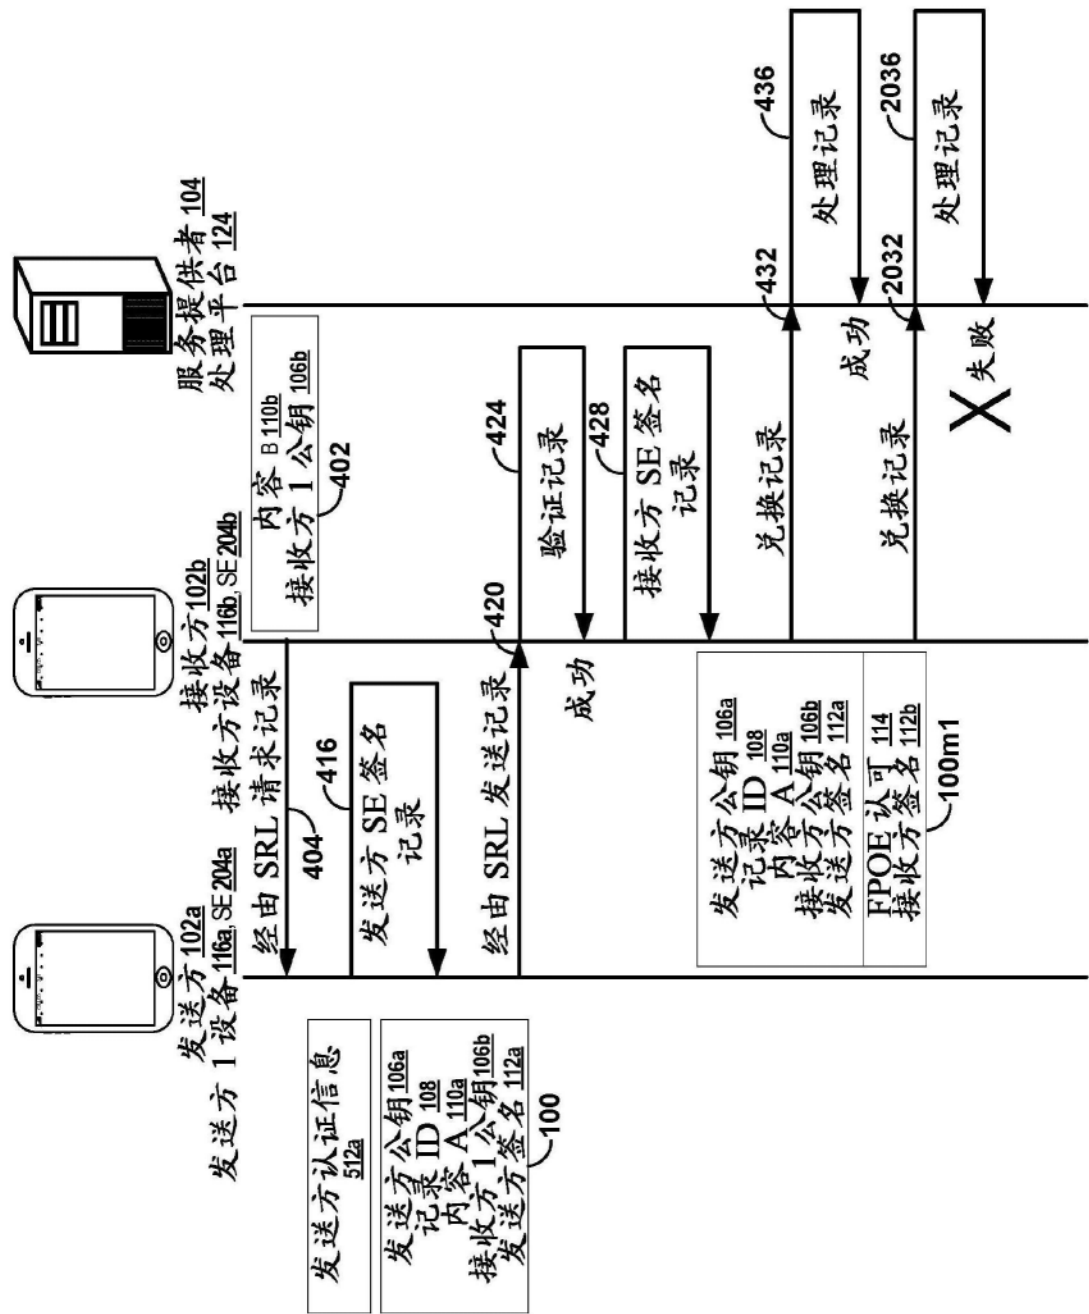 发送方 102a
发送方 1 设备 116a, SE 204a
接收方 102b
接收方设备 116b, SE 204b
服务提供者 104
处理平台 124
内容 B 110b
接收方 1 公钥 106b
402
经由 SRL 请求记录
404
发送方认证信息
512a
发送方公钥 106a
记录 ID 108
内容 A 110a
接收方 1 公钥 106b
发送方签名 112a
100
416
发送方 SE 签名
记录
经由 SRL 发送记录
420
424
验证记录
成功
428
接收方 SE 签名
记录
发送方公钥 106a
记录 ID 108
内容 A 110a
接收方公钥 106b
发送方签名 112a
FPOE 认可 114
接收方签名 112b
100m1
兑换记录
432
436
处理记录
成功
兑换记录
2032
2036
处理记录
X 失败